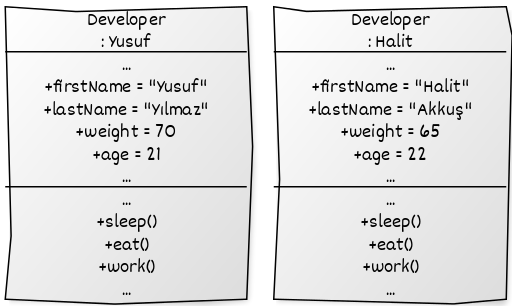 Developer
: Yusuf
...
+firstName = "Yusuf"
+lastName = "Yılmaz"
+weight = 70
+age = 21
...
...
+sleep()
+eat()
+work()
...
Developer
: Halit
...
+firstName = "Halit"
+lastName = "Akkuş"
+weight = 65
+age = 22
...
...
+sleep()
+eat()
+work()
...